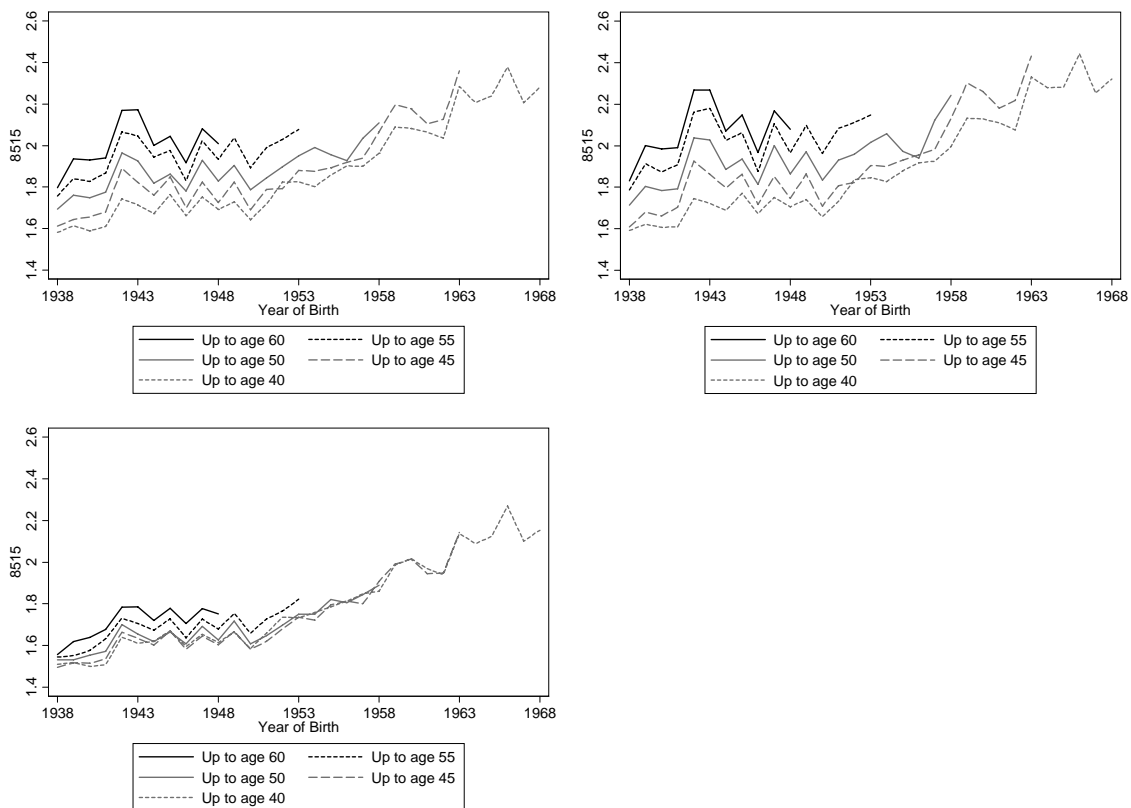 2.6
2.4
2.2
2
1.8
1.6
1.4
8515
1938 1943 1948 1953 1958 1963 1968
Year of Birth
Up to age 60 Up to age 55
Up to age 50 Up to age 45
Up to age 40
2.6
2.4
2.2
2
1.8
1.6
1.4
8515
1938 1943 1948 1953 1958 1963 1968
Year of Birth
Up to age 60 Up to age 55
Up to age 50 Up to age 45
Up to age 40
2.6
2.4
2.2
2
1.8
1.6
1.4
8515
1938 1943 1948 1953 1958 1963 1968
Year of Birth
Up to age 60 Up to age 55
Up to age 50 Up to age 45
Up to age 40